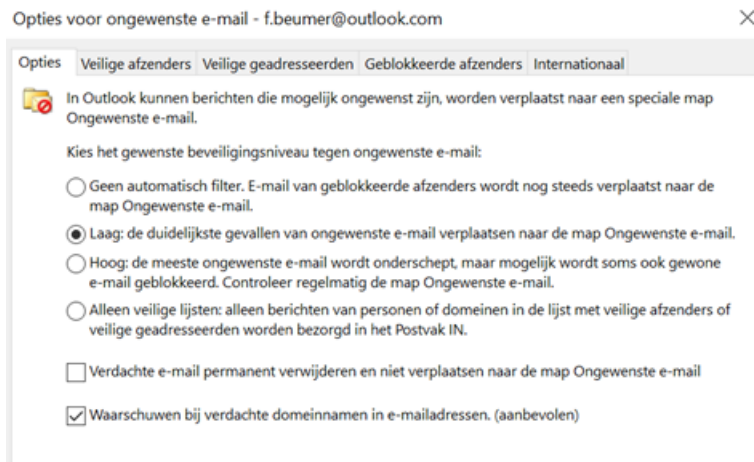 Opties voor ongewenste e-mail - f.beumer@outlook.com
Opties Veilige afzenders Veilige geadresseerden Geblokkeerde afzenders Internationaal
In Outlook kunnen berichten die mogelijk ongewenst zijn, worden verplaatst naar een speciale map
Ongewenste e-mail.
Kies het gewenste beveiligingsniveau tegen ongewenste e-mail:
Geen automatisch filter. E-mail van geblokkeerde afzenders wordt nog steeds verplaatst naar de
map Ongewenste e-mail.
Laag: de duidelijkste gevallen van ongewenste e-mail verplaatsen naar de map Ongewenste e-mail.
Hoog: de meeste ongewenste e-mail wordt onderschept, maar mogelijk wordt soms ook gewone
e-mail geblokkeerd. Controleer regelmatig de map Ongewenste e-mail.
Alleen veilige lijsten: alleen berichten van personen of domeinen in de lijst met veilige afzenders of
veilige geadresseerden worden bezorgd in het Postvak IN.
Verdachte e-mail permanent verwijderen en niet verplaatsen naar de map Ongewenste e-mail
Waarschuwen bij verdachte domeinnamen in e-mailadressen. (aanbevolen)